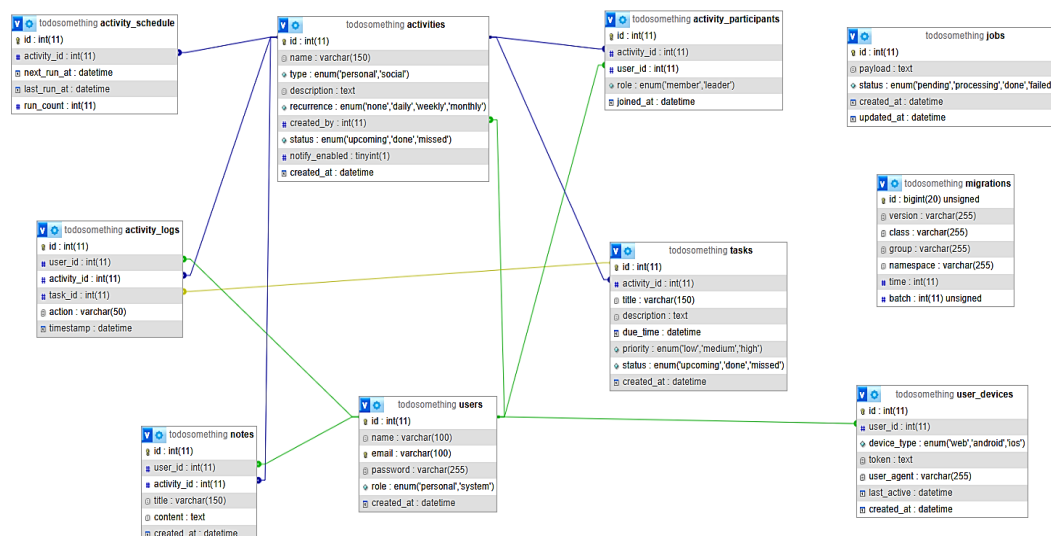 todosomething activity_schedule
id : int(11)
activity_id : int(11)
next_run_at : datetime
last_run_at : datetime
run_count : int(11)
todosomething activities
id : int(11)
name : varchar(150)
type : enum('personal','social')
description : text
recurrence : enum('none','daily','weekly','monthly')
created_by : int(11)
status : enum('upcoming','done','missed')
notify_enabled : tinyint(1)
created_at : datetime
todosomething activity_participants
id : int(11)
activity_id : int(11)
user_id : int(11)
role : enum('member','leader')
joined_at : datetime
todosomething jobs
id : int(11)
payload : text
status : enum('pending','processing','done','failed
created_at : datetime
updated_at : datetime
todosomething migrations
id : bigint(20) unsigned
version : varchar(255)
class : varchar(255)
group : varchar(255)
namespace : varchar(255)
time : int(11)
batch : int(11) unsigned
todosomething activity_logs
id : int(11)
user_id : int(11)
activity_id : int(11)
task_id : int(11)
action : varchar(50)
timestamp : datetime
todosomething tasks
id : int(11)
activity_id : int(11)
title : varchar(150)
description : text
due_time : datetime
priority : enum('low','medium','high')
status : enum('upcoming','done','missed')
created_at : datetime
todosomething users
id : int(11)
name : varchar(100)
email : varchar(100)
password : varchar(255)
role : enum('personal','system')
created_at : datetime
todosomething user_devices
id : int(11)
user_id : int(11)
device_type : enum('web','android','ios')
token : text
user_agent : varchar(255)
last_active : datetime
created_at : datetime
todosomething notes
id : int(11)
user_id : int(11)
activity_id : int(11)
title : varchar(150)
content : text
created_at : datetime